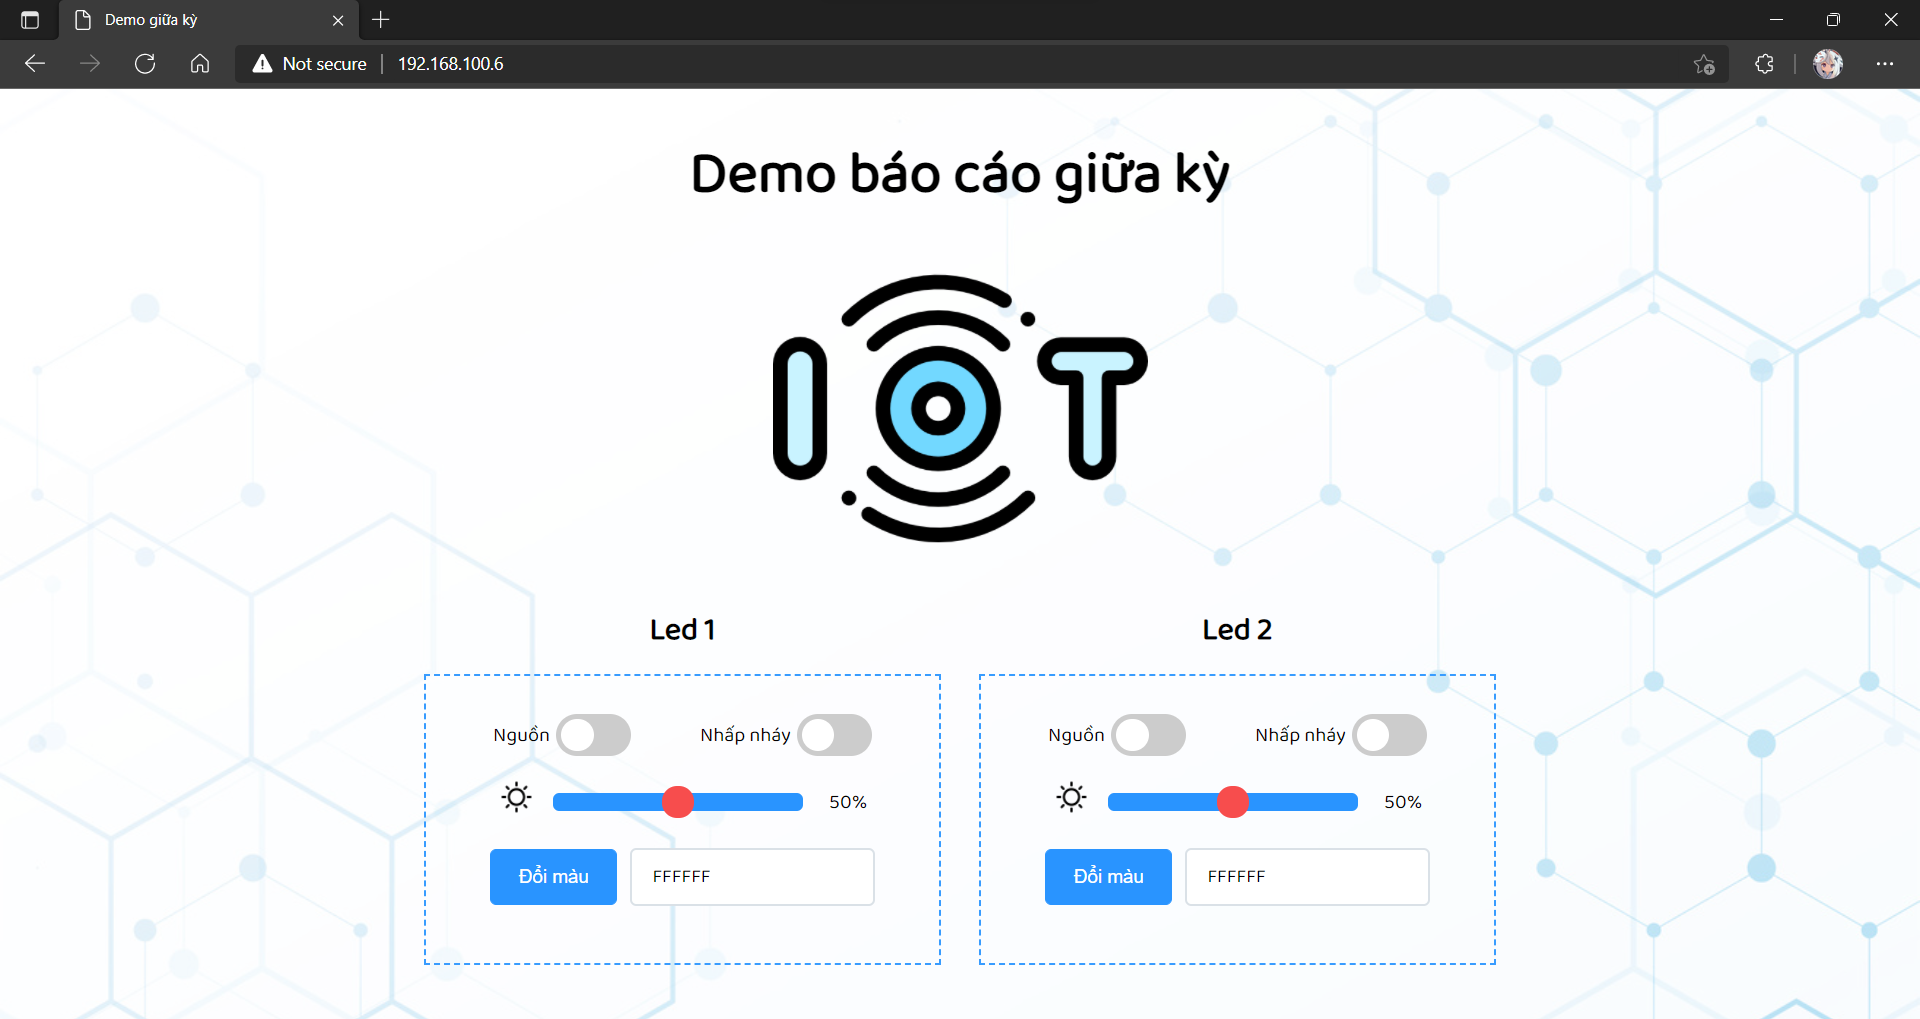 Demo giữa kỳ
Not secure | 192.168.100.6
Demo báo cáo giữa kỳ
IOT
Led 1
Led 2
Nguồn
Nhấp nháy
Nguồn
Nhấp nháy
50%
50%
Đổi màu
FFFFFF
Đổi màu
FFFFFF